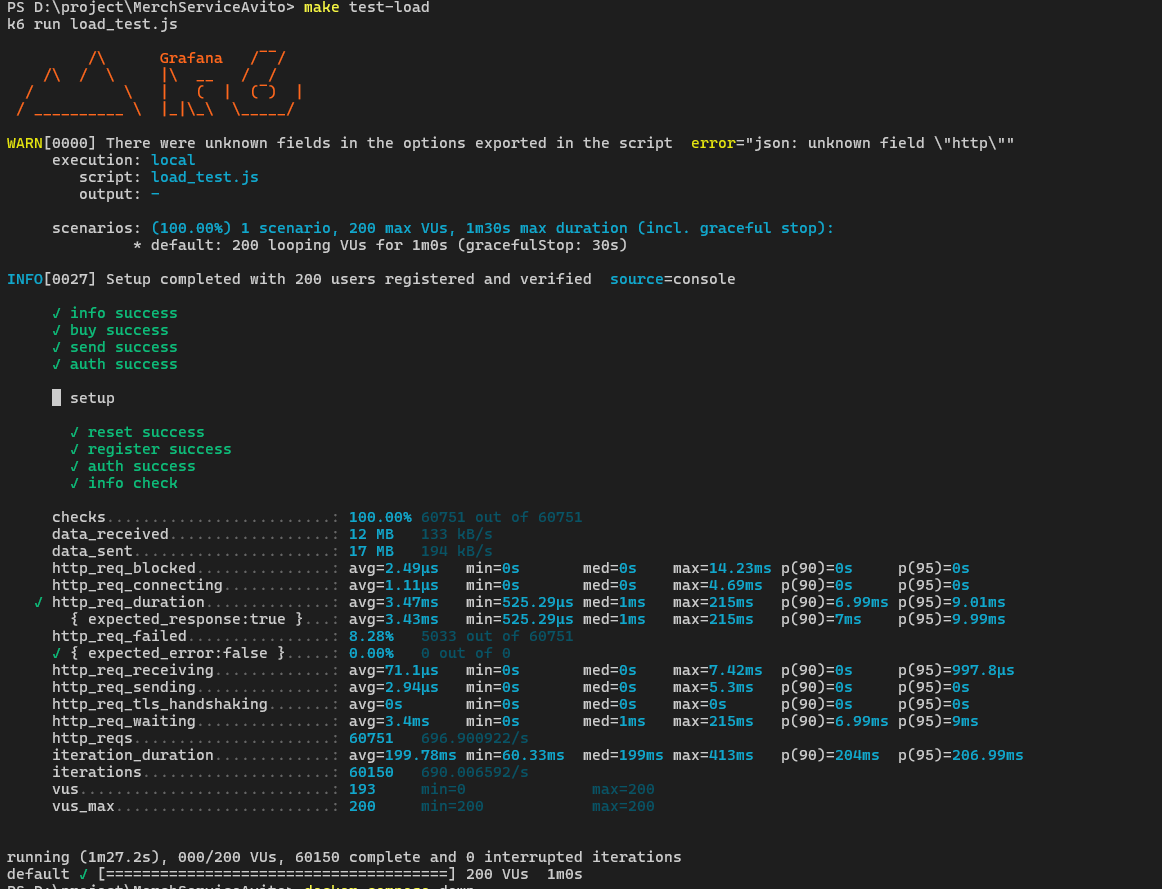 PS D:\project\MerchServiceAvito> make test-load
k6 run load_test.js
Grafana
WARN[0000] There were unknown fields in the options exported in the script  error="json: unknown field \"http\""
     execution: local
        script: load_test.js
        output: -
     scenarios: (100.00%) 1 scenario, 200 max VUs, 1m30s max duration (incl. graceful stop):
              * default: 200 looping VUs for 1m0s (gracefulStop: 30s)
INFO[0027] Setup completed with 200 users registered and verified  source=console
     ✓ info success
     ✓ buy success
     ✓ send success
     ✓ auth success
     █ setup
       ✓ reset success
       ✓ register success
       ✓ auth success
       ✓ info check
     checks.........................: 100.00% 60751 out of 60751
     data_received..................: 12 MB   133 kB/s
     data_sent......................: 17 MB   194 kB/s
     http_req_blocked...............: avg=2.49µs   min=0s       med=0s    max=14.23ms p(90)=0s     p(95)=0s
     http_req_connecting............: avg=1.11µs   min=0s       med=0s    max=4.69ms  p(90)=0s     p(95)=0s
   ✓ http_req_duration..............: avg=3.47ms   min=525.29µs med=1ms   max=215ms   p(90)=6.99ms p(95)=9.01ms
       { expected_response:true }...: avg=3.43ms   min=525.29µs med=1ms   max=215ms   p(90)=7ms    p(95)=9.99ms
     http_req_failed................: 8.28%   5033 out of 60751
     ✓ { expected_error:false }.....: 0.00%   0 out of 0
     http_req_receiving.............: avg=71.1µs   min=0s       med=0s    max=7.42ms  p(90)=0s     p(95)=997.8µs
     http_req_sending...............: avg=2.94µs   min=0s       med=0s    max=5.3ms   p(90)=0s     p(95)=0s
     http_req_tls_handshaking.......: avg=0s       min=0s       med=0s    max=0s      p(90)=0s     p(95)=0s
     http_req_waiting...............: avg=3.4ms    min=0s       med=1ms   max=215ms   p(90)=6.99ms p(95)=9ms
     http_reqs......................: 60751   696.900922/s
     iteration_duration.............: avg=199.78ms min=60.33ms  med=199ms max=413ms   p(90)=204ms  p(95)=206.99ms
     iterations.....................: 60150   690.006592/s
     vus............................: 193     min=0              max=200
     vus_max........................: 200     min=200            max=200
running (1m27.2s), 000/200 VUs, 60150 complete and 0 interrupted iterations
default ✓ [======================================] 200 VUs  1m0s
PS D:\project\MerchServiceAvito> docker-compose down